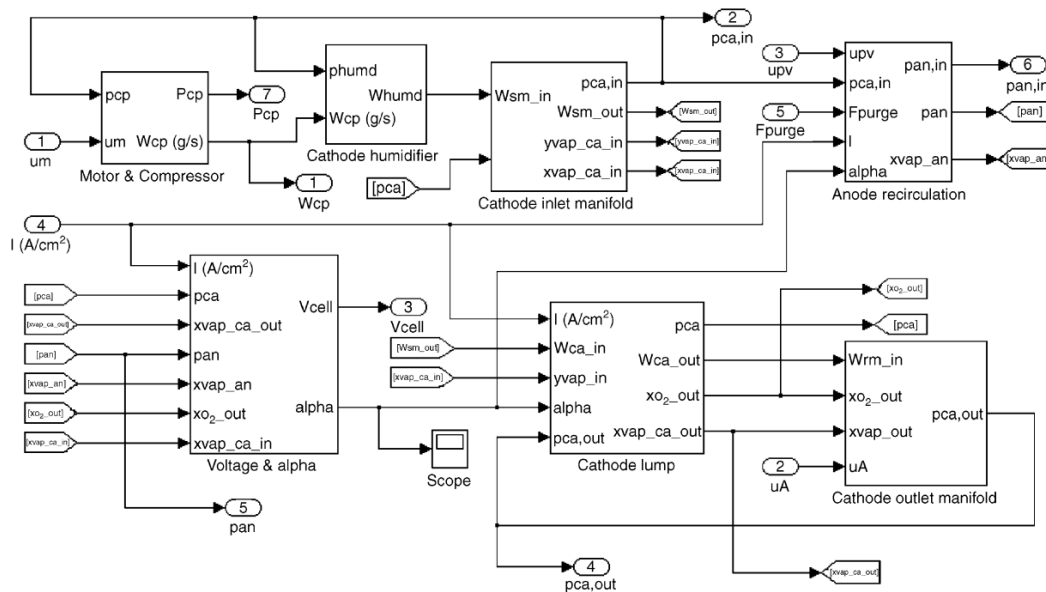 2
pca,in
pcp
Pcp
um
Wcp (g/s)
Motor & Compressor
1
um
7
Pcp
1
Wcp
phumd
Whumd
Wcp (g/s)
Cathode humidifier
[pca]
Wsm_in
pca,in
Wsm_out
yvap_ca_in
xvap_ca_in
Cathode inlet manifold
[Wsm_out]
[yvap_ca_in]
[xvap_ca_in]
3
upv
5
Fpurge
upv
pca,in
Fpurge
I
alpha
pan,in
pan
xvap_an
Anode recirculation
6
pan,in
[pan]
[xvap_an]
4
I (A/cm²)
[pca]
[xvap_ca_out]
[pan]
[xvap_an]
[xo₂_out]
[xvap_ca_in]
I (A/cm²)
pca
xvap_ca_out
pan
xvap_an
xo₂_out
xvap_ca_in
Vcell
alpha
Voltage & alpha
5
pan
3
Vcell
Scope
[Wsm_out]
[xvap_ca_in]
I (A/cm²)
Wca_in
yvap_in
alpha
pca,out
pca
Wca_out
xo₂_out
xvap_ca_out
Cathode lump
[xo₂_out]
[pca]
2
uA
Wrm_in
xo₂_out
xvap_out
uA
pca,out
Cathode outlet manifold
4
pca,out
[xvap_ca_out]